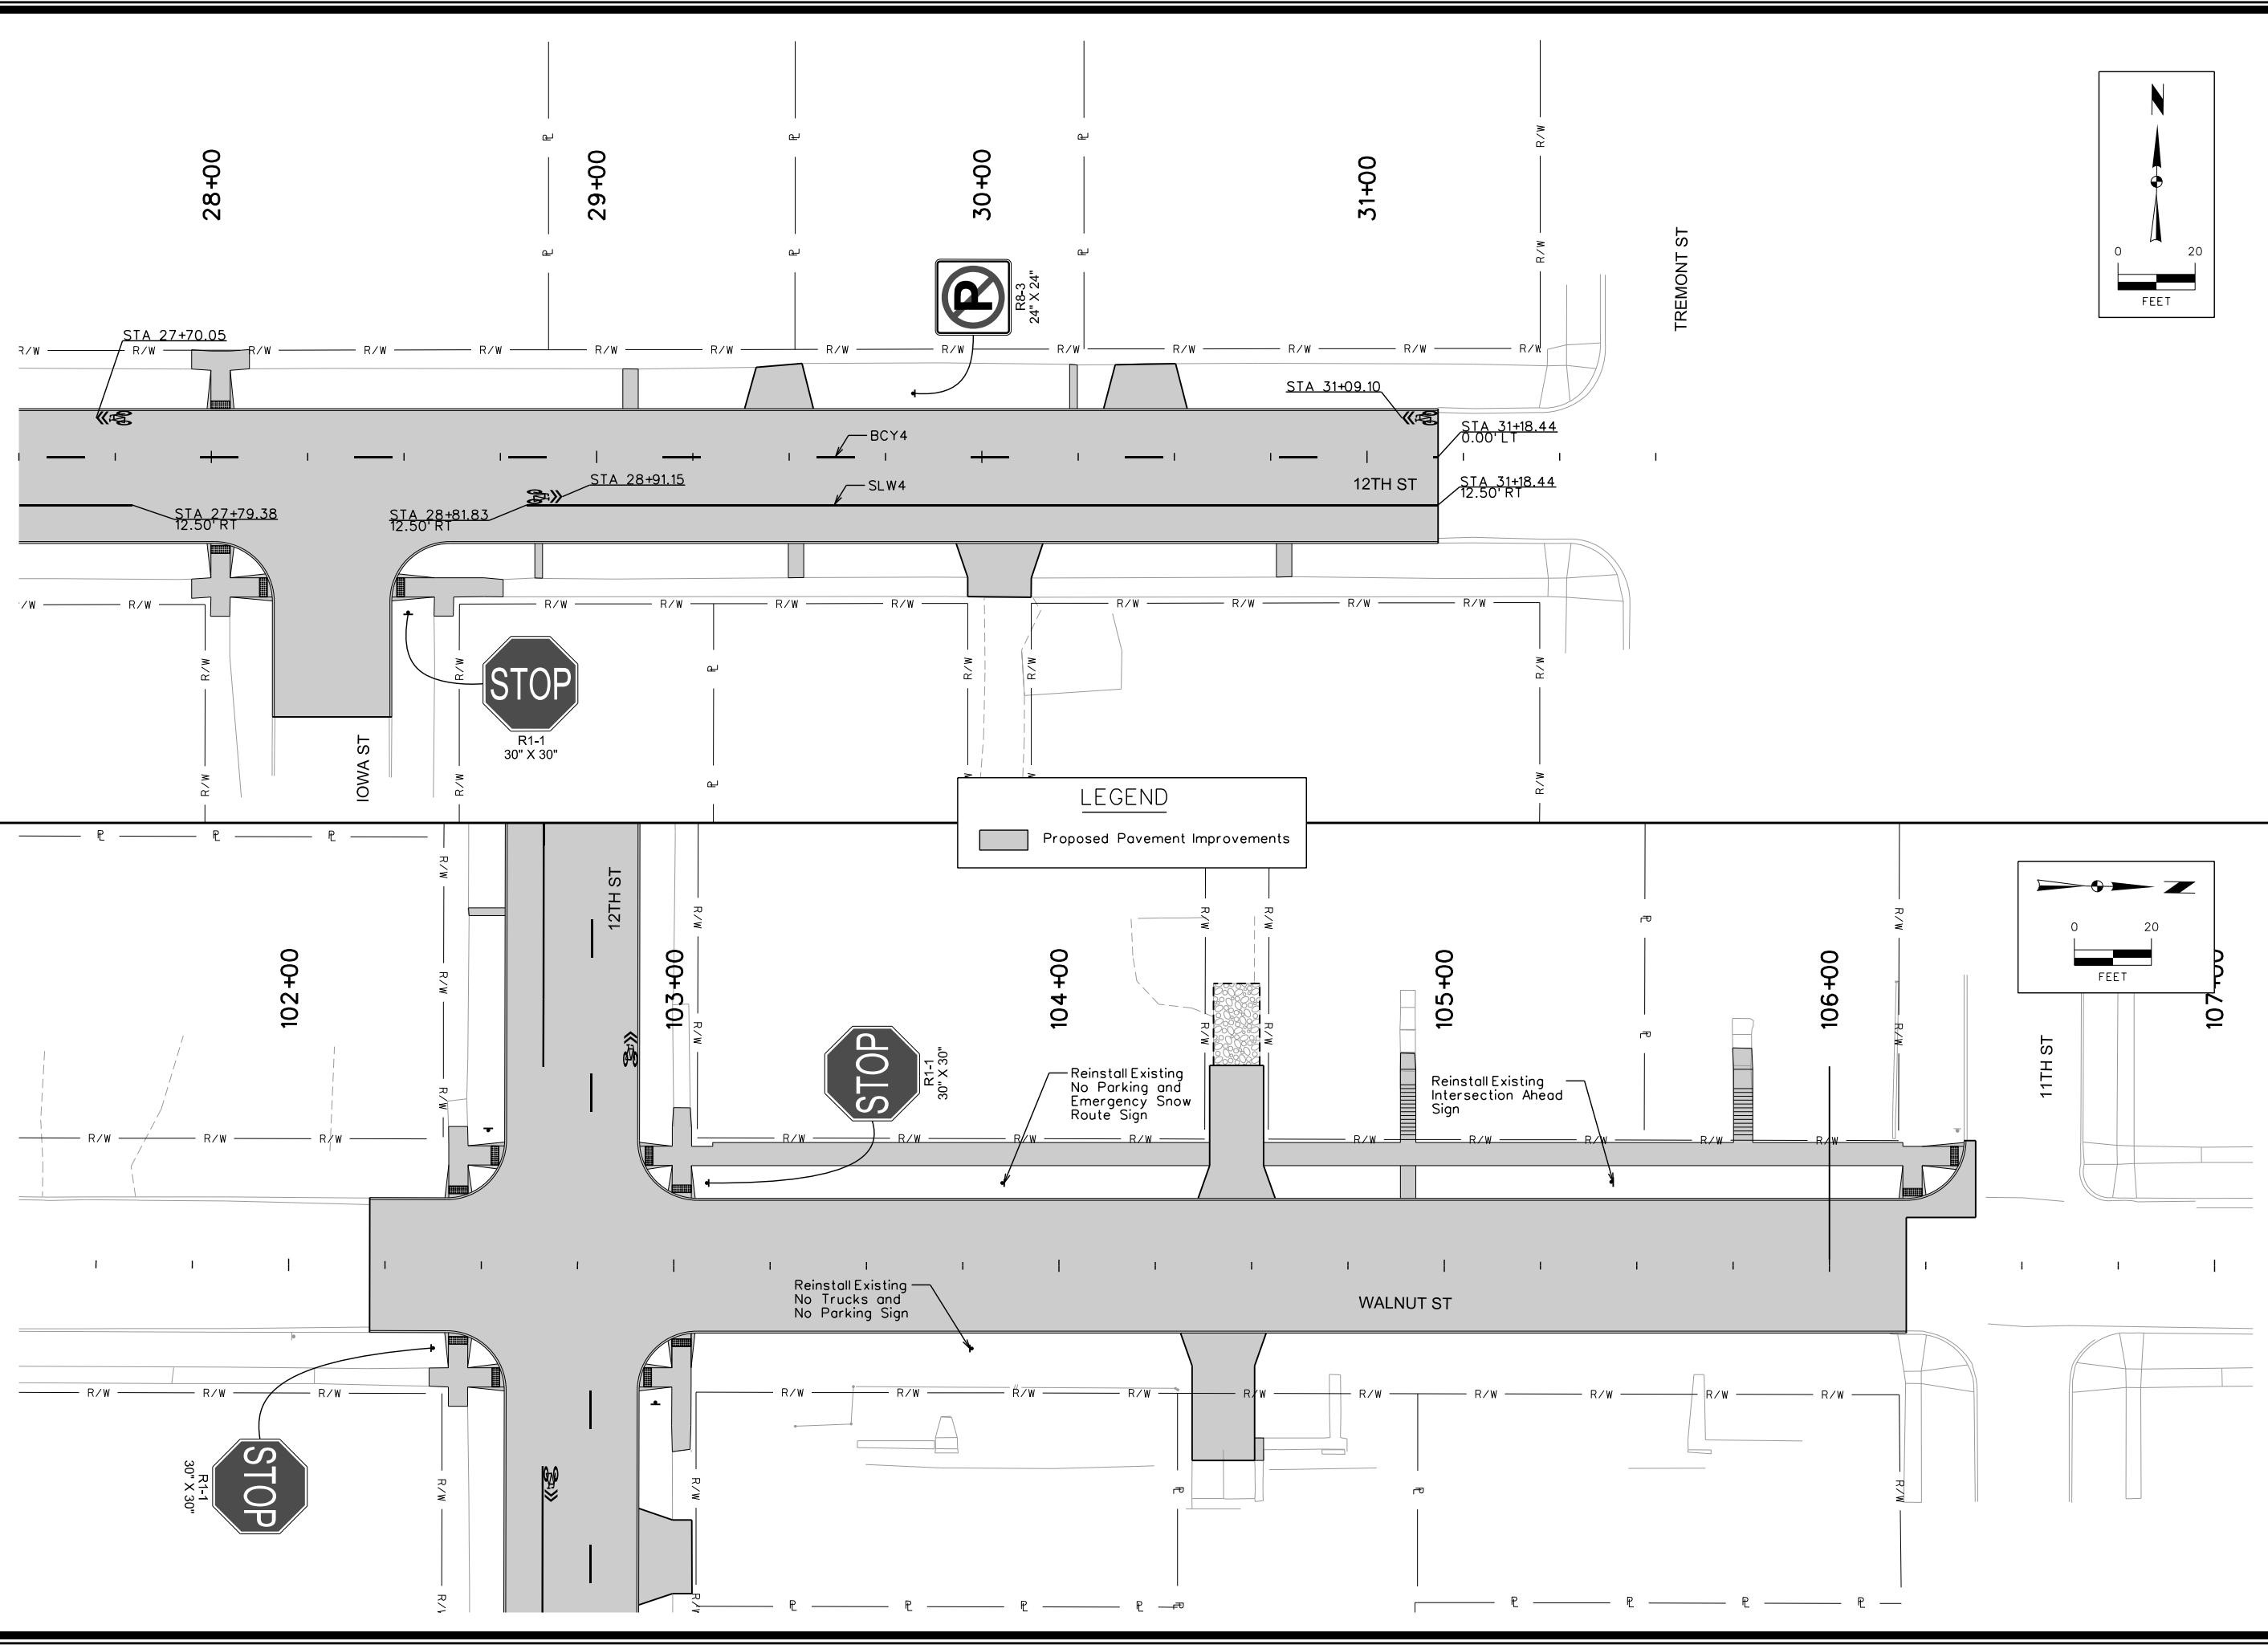 28+00
29+00
30+00
31+00
R/W
R/W
TREMONT ST
N
0 20
FEET
P
R8-3
24" X 24"
STA 27+70.05
R/W R/W R/W R/W R/W R/W R/W R/W R/W R/W R/W R/W R/W R/W
STA 31+09.10
BCY4
STA 31+18.44
0.00' LT
STA 28+91.15
SLW4
12TH ST
STA 31+18.44
12.50' RT
STA 27+79.38
12.50' RT
STA 28+81.83
12.50' RT
R/W R/W R/W R/W R/W R/W R/W R/W R/W
R/W
R/W
R/W
R/W
R/W
STOP
R1-1
30" X 30"
IOWA ST
R/W
R/W
R/W
LEGEND
Proposed Pavement Improvements
R/W
12TH ST
R/W
R/W
R/W
R/W
N
0 20
FEET
102+00
R/W
103+00
104+00
105+00
106+00
107+00
R/W
R/W
R/W
R/W
11TH ST
STOP
R1-1
30" X 30"
Reinstall Existing
No Parking and
Emergency Snow
Route Sign
Reinstall Existing
Intersection Ahead
Sign
R/W
R/W R/W R/W R/W R/W R/W R/W R/W R/W R/W R/W R/W
Reinstall Existing
No Trucks and
No Parking Sign
WALNUT ST
R/W R/W R/W R/W R/W R/W R/W R/W R/W R/W R/W R/W R/W
STOP
R1-1
30" X 30"
R/W
R/W
R/W
R/W
R/W